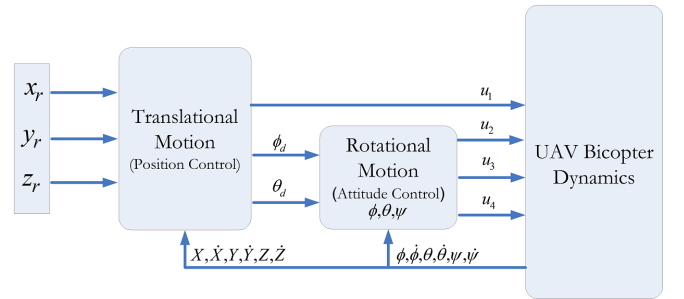 x_r
y_r
z_r
Translational
Motion
(Position Control)
ϕ_d
θ_d
Rotational
Motion
(Attitude Control)
ϕ,θ,ψ
u_1
u_2
u_3
u_4
UAV Bicopter
Dynamics
X,Ẋ,Y,Ẏ,Z,Ż
ϕ,ϕ̇,θ,θ̇,ψ,ψ̇